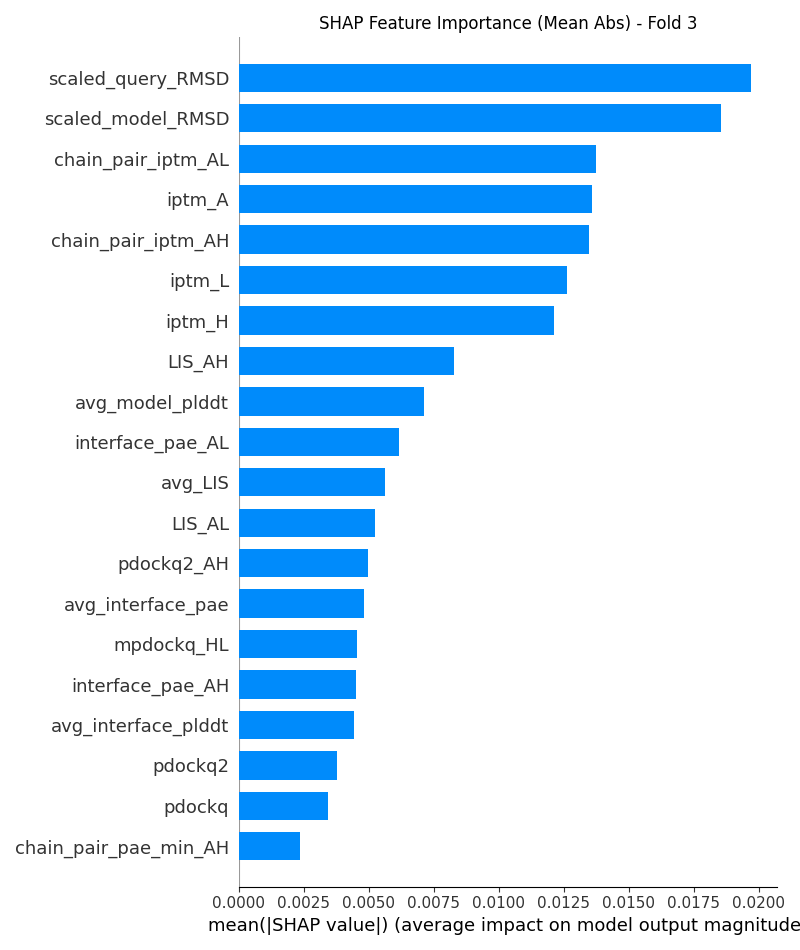 SHAP Feature Importance (Mean Abs) - Fold 3
scaled_query_RMSD
scaled_model_RMSD
chain_pair_iptm_AL
iptm_A
chain_pair_iptm_AH
iptm_L
iptm_H
LIS_AH
avg_model_plddt
interface_pae_AL
avg_LIS
LIS_AL
pdockq2_AH
avg_interface_pae
mpdockq_HL
interface_pae_AH
avg_interface_plddt
pdockq2
pdockq
chain_pair_pae_min_AH
0.0000 0.0025 0.0050 0.0075 0.0100 0.0125 0.0150 0.0175 0.0200
mean(|SHAP value|) (average impact on model output magnitude